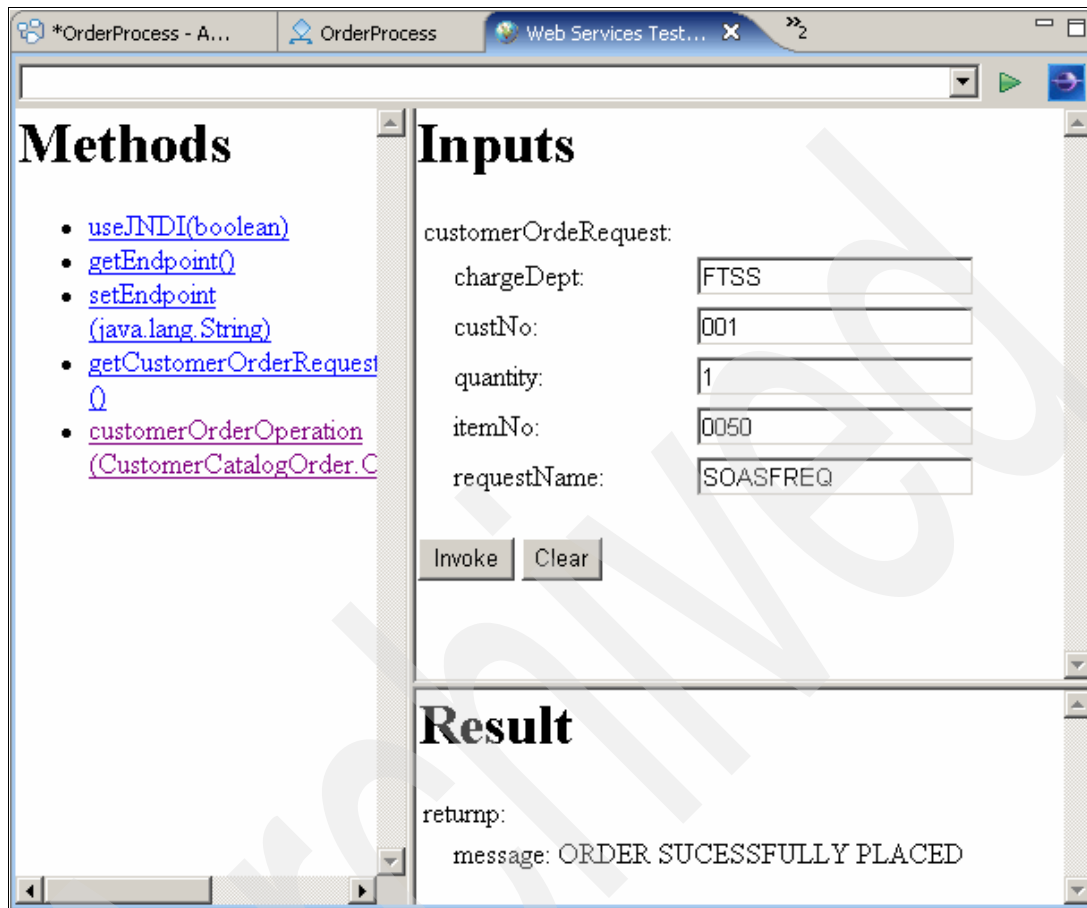 *OrderProcess - A...
OrderProcess
Web Services Test...
»2
Methods
useJNDI(boolean)
getEndpoint()
setEndpoint
(java.lang.String)
getCustomerOrderRequest
()
customerOrderOperation
(CustomerCatalogOrder.C
Inputs
customerOrdeRequest:
chargeDept: FTSS
custNo: 001
quantity: 1
itemNo: 0050
requestName: SOASFREQ
Invoke Clear
Result
returnp:
message: ORDER SUCESSFULLY PLACED
Archived